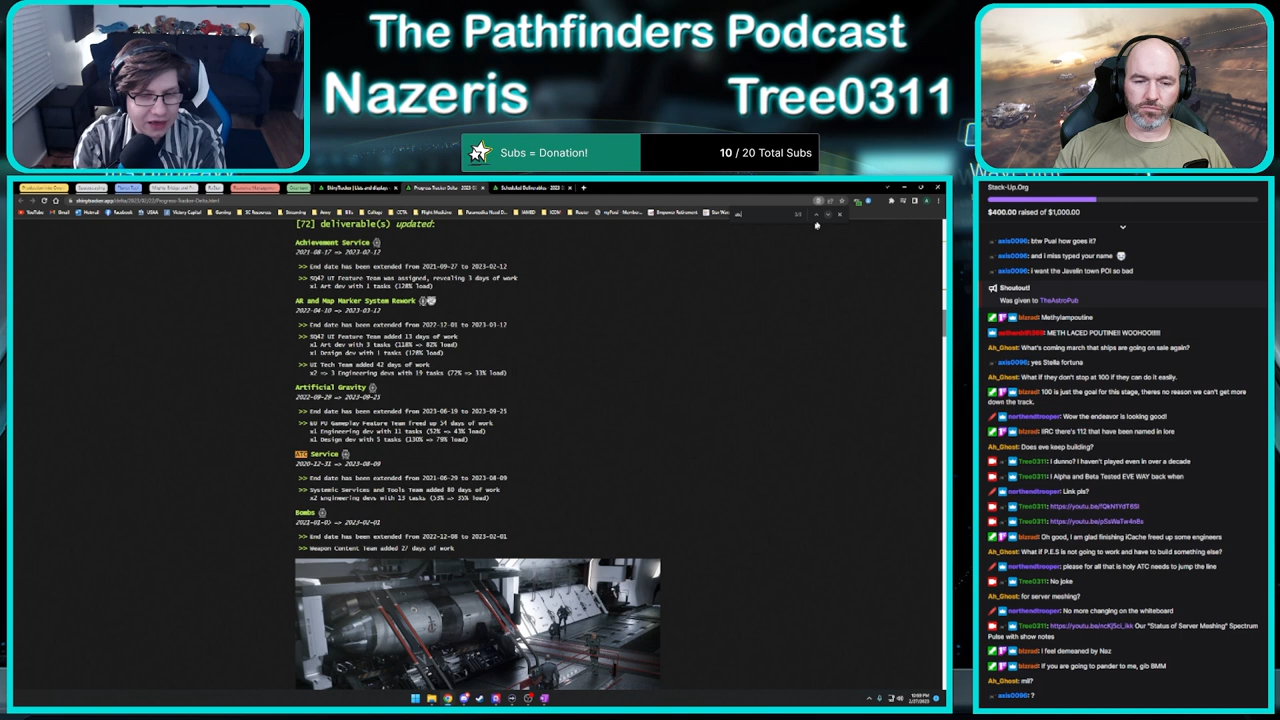 The Pathfinders Podcast
Nazeris
Tree0311
Subs = Donation!
10 / 20 Total Subs
[72] deliverable(s) updated:
Achievement Service
2021-08-17 => 2023-02-12
>> End date has been extended from 2021-09-27 to 2023-02-12
>> SQ42 UI Feature Team was assigned, revealing 3 days of work
x1 Art dev with 1 tasks (128% load)
AR and Map Marker System Rework
2022-04-10 => 2023-03-12
>> End date has been extended from 2022-12-01 to 2023-03-12
>> SQ42 UI Feature Team added 13 days of work
x1 Art dev with 3 tasks (118% => 82% load)
x1 Design dev with 1 tasks (128% load)
>> UI Tech Team added 42 days of work
x2 => 3 Engineering devs with 19 tasks (72% => 33% load)
Artificial Gravity
2022-09-29 => 2023-09-25
>> End date has been extended from 2023-06-19 to 2023-09-25
>> EU PU Gameplay Feature Team freed up 54 days of work
x1 Engineering dev with 11 tasks (52% => 43% load)
x1 Design dev with 5 tasks (130% => 79% load)
ATC Service
2020-12-31 => 2023-08-09
>> End date has been extended from 2021-06-29 to 2023-08-09
>> Systemic Services and Tools Team added 80 days of work
x2 Engineering devs with 13 tasks (53% => 35% load)
Bombs
2021-01-05 => 2023-02-01
>> End date has been extended from 2022-12-08 to 2023-02-01
>> Weapon Content Team added 27 days of work
Stack-Up.Org
$400.00 raised of $1,000.00
axis0096: btw Pual how goes it?
axis0096: and i miss typed your name
axis0096: i want the Javelin town POI so bad
Shoutout!
Was given to TheAstroPub
bizrad: Methylampoutine
METH LACED POUTINE!! WOOHOO!!!!!
Ah_Ghost: What's coming march that ships are going on sale again?
axis0096: yes Stella fortuna
Ah_Ghost: What if they don't stop at 100 if they can do it easily.
bizrad: 100 is just the goal for this stage, theres no reason we can't get more
down the track.
northendtrooper: Wow the endeavor is looking good!
bizrad: IIRC there's 112 that have been named in lore
Ah_Ghost: Does eve keep building?
Tree0311: I dunno? I haven't played even in over a decade
Tree0311: I Alpha and Beta Tested EVE WAY back when
northendtrooper: Link pls?
Tree0311:
Tree0311:
bizrad: Oh good, I am glad finishing iCache freed up some engineers
Ah_Ghost: What if P.E.S is not going to work and have to build something else?
northendtrooper: please for all that is holy ATC needs to jump the line
Tree0311: No joke
Ah_Ghost: for server meshing?
northendtrooper: No more changing on the whiteboard
Tree0311: Our "Status of Server Meshing" Spectrum
Pulse with show notes
bizrad: I feel demeaned by Naz
bizrad: If you are going to pander to me, gib BMM
Ah_Ghost: mil?
axis0096: ?